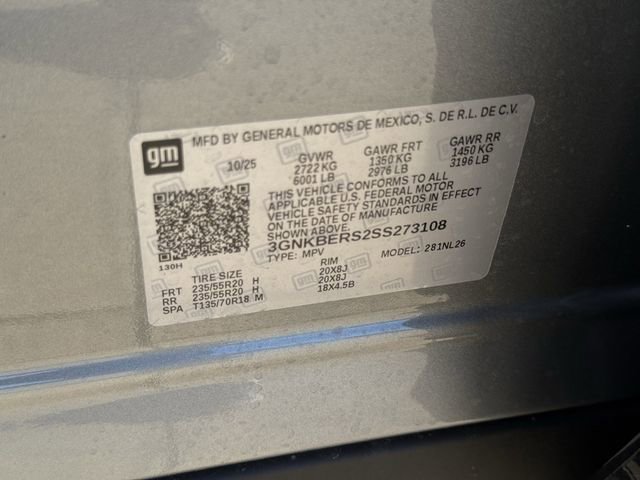 gm
MFD BY GENERAL MOTORS DE MEXICO, S. DE R.L. DE C.V.
10/25 GVWR GAWR FRT GAWR RR
2722 KG 1350 KG 1450 KG
6001 LB 2976 LB 3196 LB
THIS VEHICLE CONFORMS TO ALL
APPLICABLE U.S. FEDERAL MOTOR
VEHICLE SAFETY STANDARDS IN EFFECT
ON THE DATE OF MANUFACTURE
SHOWN ABOVE.
3GNKBERS2SS273108
TYPE: MPV MODEL: 281NL26
130H
TIRE SIZE RIM
FRT 235/55R20 H 20X8J
RR 235/55R20 H 20X8J
SPA T135/70R18 M 18X4.5B